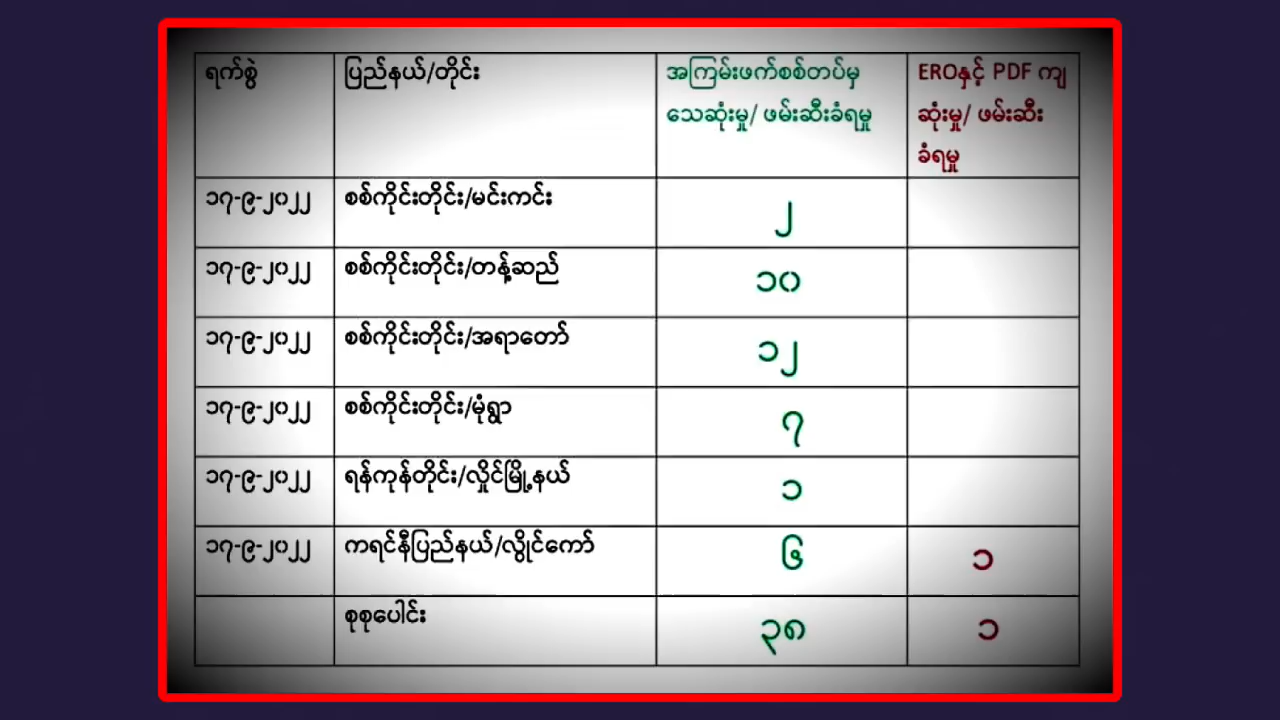 ရက်စွဲ
ပြည်နယ်/တိုင်း
အကြမ်းဖက်စစ်တပ်မှ
သေဆုံးမှု/ ဖမ်းဆီးခံရမှု
EROနှင့် PDF ကျ
ဆုံးမှု/ ဖမ်းဆီး
ခံရမှု
၁၇-၉-၂၀၂၂ စစ်ကိုင်းတိုင်း/မင်းကင်း ၂
၁၇-၉-၂၀၂၂ စစ်ကိုင်းတိုင်း/တန့်ဆည် ၁၀
၁၇-၉-၂၀၂၂ စစ်ကိုင်းတိုင်း/အရာတော် ၁၂
၁၇-၉-၂၀၂၂ စစ်ကိုင်းတိုင်း/မုံရွာ ၇
၁၇-၉-၂၀၂၂ ရန်ကုန်တိုင်း/လှိုင်မြို့နယ် ၁
၁၇-၉-၂၀၂၂ ကရင်နီပြည်နယ်/လွိုင်ကော် ၆ ၁
စုစုပေါင်း ၃၈ ၁